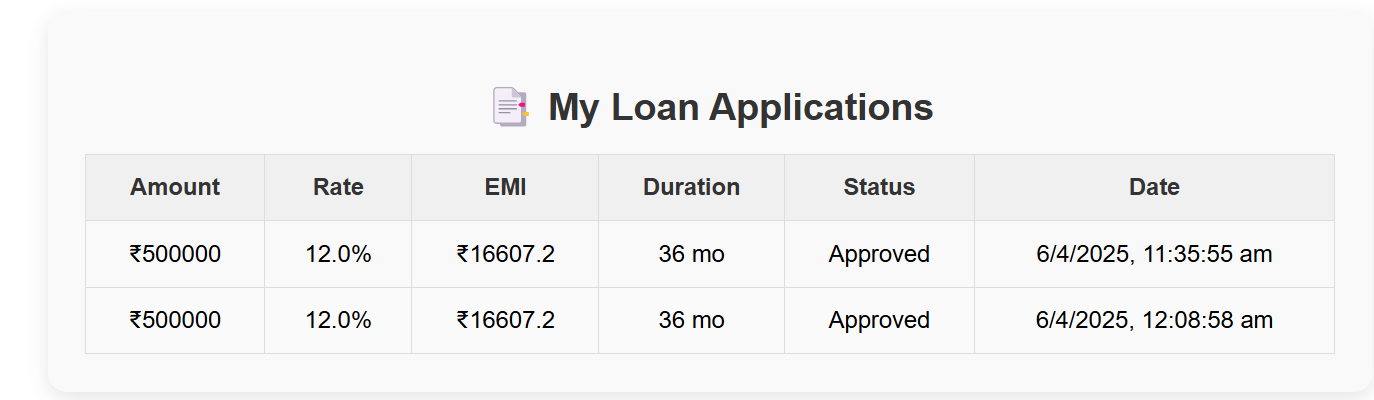 My Loan Applications
Amount Rate EMI Duration Status Date
₹500000 12.0% ₹16607.2 36 mo Approved 6/4/2025, 11:35:55 am
₹500000 12.0% ₹16607.2 36 mo Approved 6/4/2025, 12:08:58 am